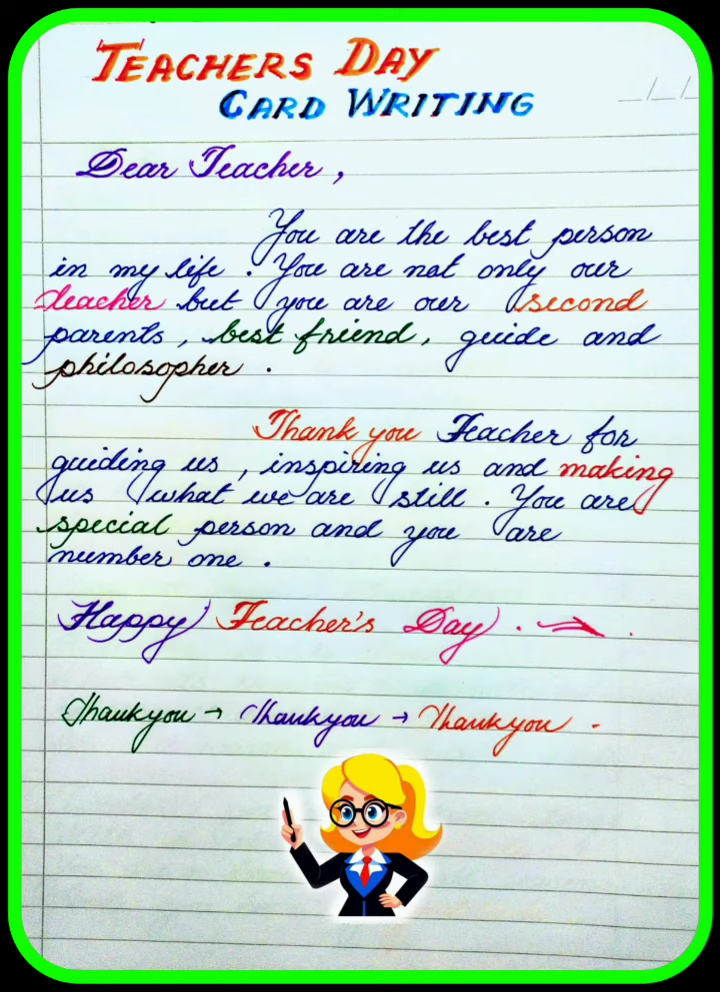 TEACHERS DAY
CARD WRITING
Dear Teacher,
You are the best person
in my life. You are not only our
teacher but you are our second
parents, best friend, guide and
philosopher.
Thank you Teacher for
guiding us, inspiring us and making
us what we are still. You are
special person and you are
number one.
Happy Teacher's Day. →.
Thankyou → Thankyou → Thankyou -